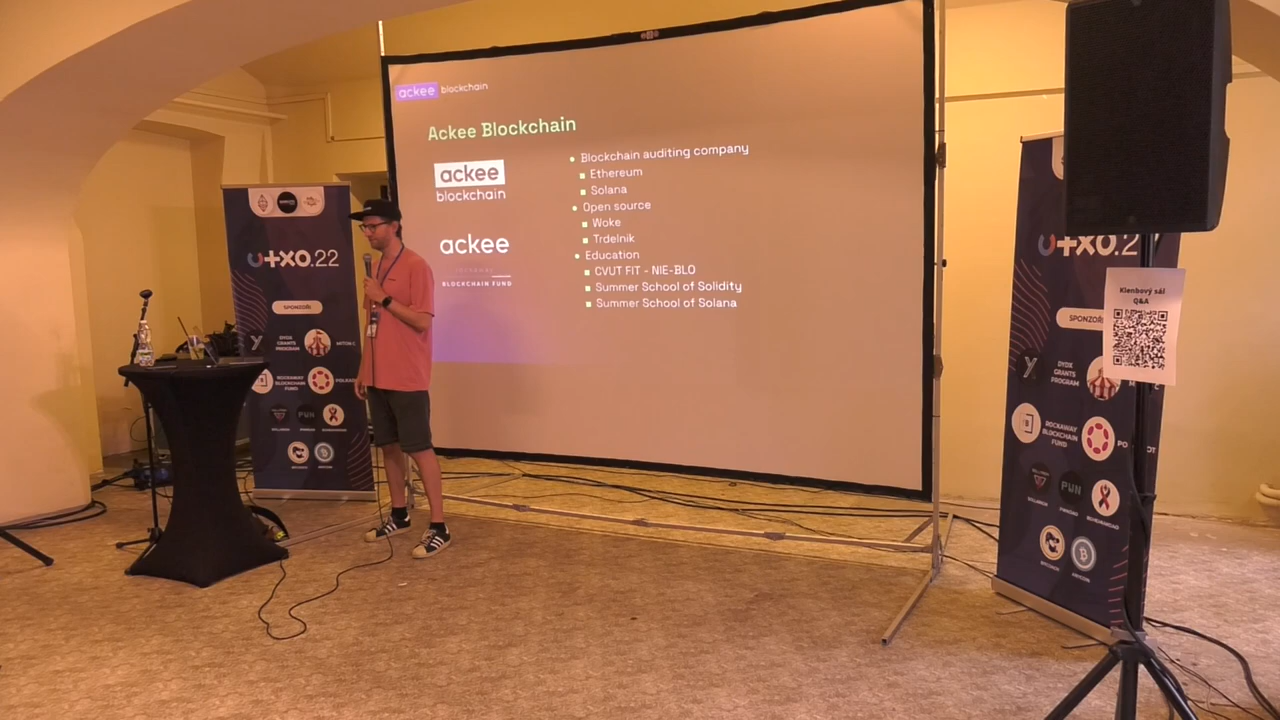 ackee blockchain
Ackee Blockchain
ackee
blockchain
ackee
BLOCKCHAIN FUND
Blockchain auditing company
Ethereum
Solana
Open source
Woke
Trdelnik
Education
CVUT FIT - NIE-BLO
Summer School of Solidity
Summer School of Solana
UTXO.22
SPONZOŘI
DYDX
GRANTS
PROGRAM
ROCKAWAY
BLOCKCHAIN
FUND
PUN
UTXO.2
SPONZOŘI
DYDX
GRANTS
PROGRAM
ROCKAWAY
BLOCKCHAIN
FUND
PUN
Klenbový sál
Q&A